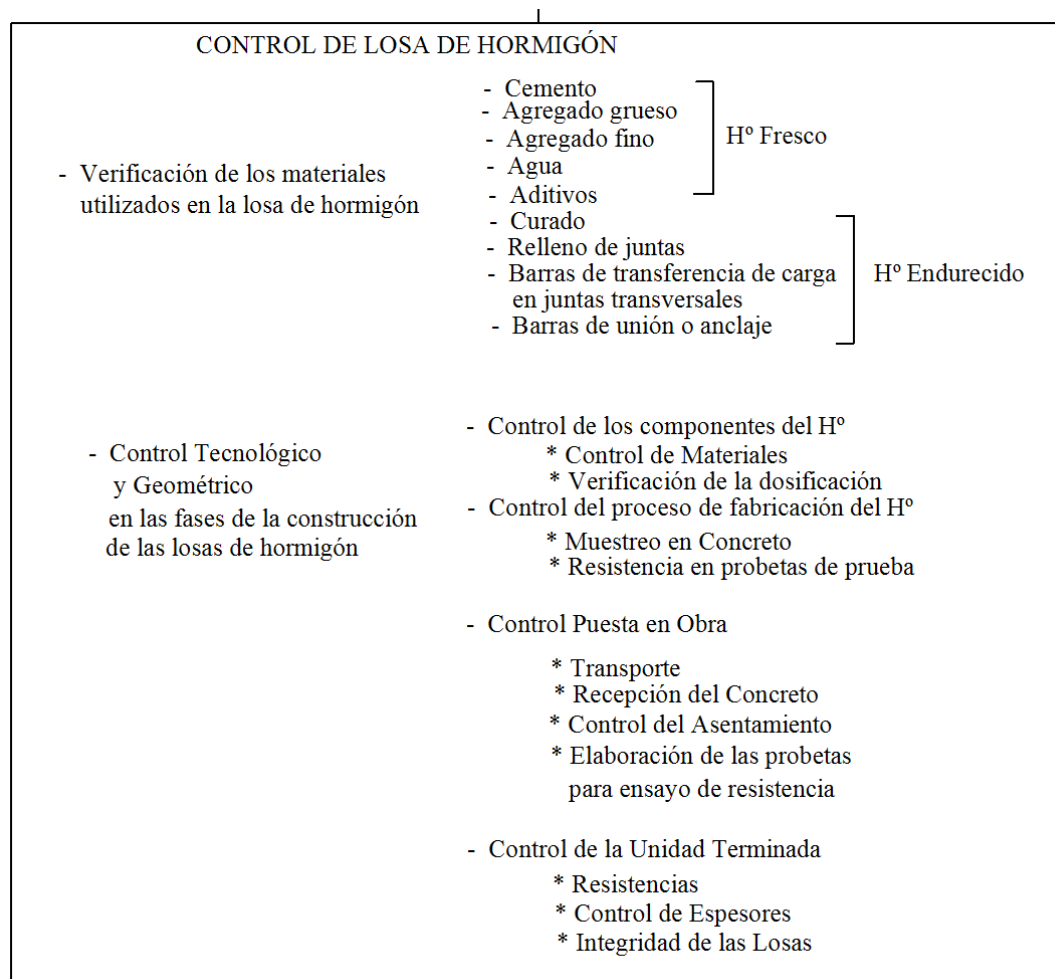 CONTROL DE LOSA DE HORMIGÓN
- Verificación de los materiales
utilizados en la losa de hormigón
- Cemento
- Agregado grueso
- Agregado fino
- Agua
- Aditivos
Hº Fresco
- Curado
- Relleno de juntas
- Barras de transferencia de carga
en juntas transversales
- Barras de unión o anclaje
Hº Endurecido
- Control Tecnológico
y Geométrico
en las fases de la construcción
de las losas de hormigón
- Control de los componentes del Hº
* Control de Materiales
* Verificación de la dosificación
- Control del proceso de fabricación del Hº
* Muestreo en Concreto
* Resistencia en probetas de prueba
- Control Puesta en Obra
* Transporte
* Recepción del Concreto
* Control del Asentamiento
* Elaboración de las probetas
para ensayo de resistencia
- Control de la Unidad Terminada
* Resistencias
* Control de Espesores
* Integridad de las Losas